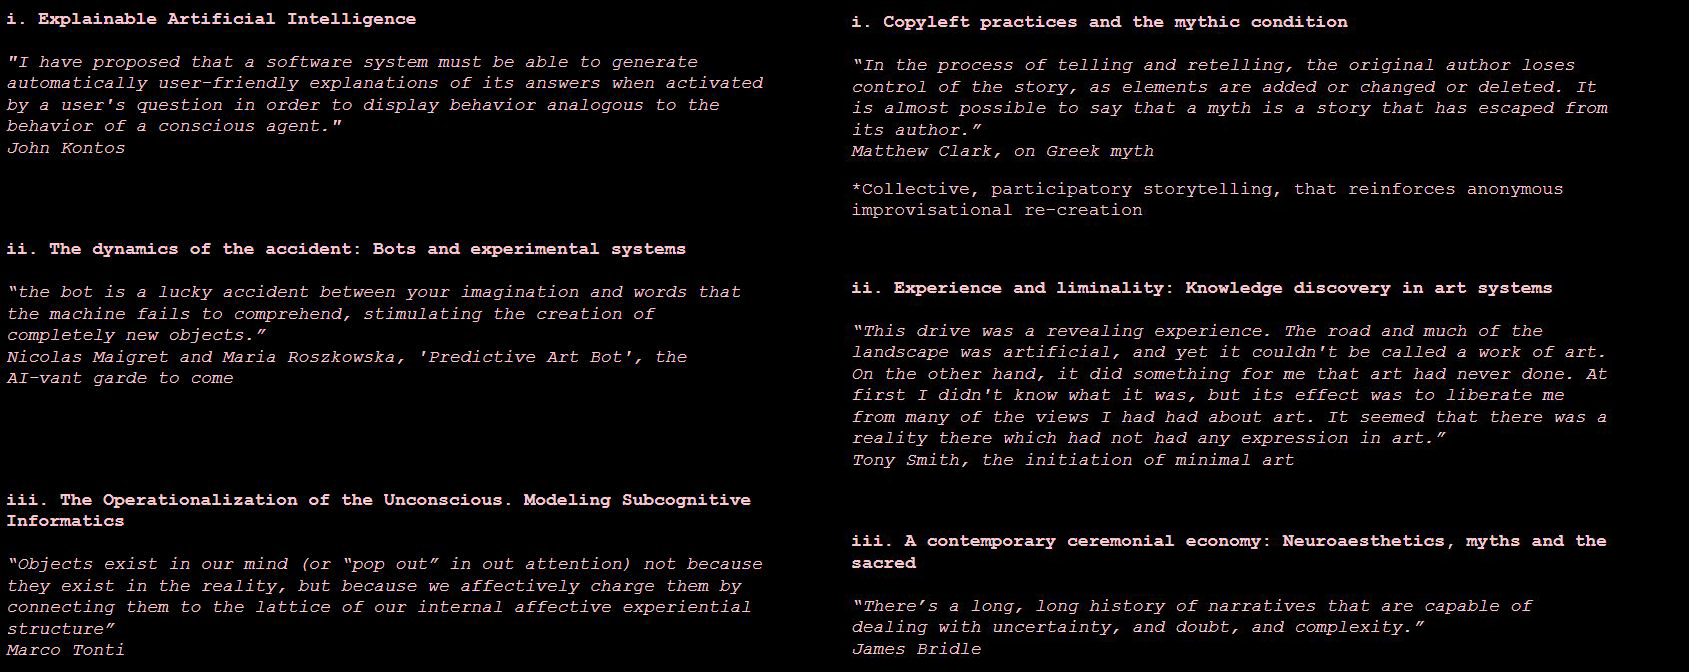 i. Explainable Artificial Intelligence
"I have proposed that a software system must be able to generate
automatically user-friendly explanations of its answers when activated
by a user's question in order to display behavior analogous to the
behavior of a conscious agent."
John Kontos
ii. The dynamics of the accident: Bots and experimental systems
“the bot is a lucky accident between your imagination and words that
the machine fails to comprehend, stimulating the creation of
completely new objects.”
Nicolas Maigret and Maria Roszkowska, 'Predictive Art Bot', the
AI-vant garde to come
iii. The Operationalization of the Unconscious. Modeling Subcognitive
Informatics
“Objects exist in our mind (or “pop out” in out attention) not because
they exist in the reality, but because we affectively charge them by
connecting them to the lattice of our internal affective experiential
structure”
Marco Tonti
i. Copyleft practices and the mythic condition
“In the process of telling and retelling, the original author loses
control of the story, as elements are added or changed or deleted. It
is almost possible to say that a myth is a story that has escaped from
its author.”
Matthew Clark, on Greek myth
*Collective, participatory storytelling, that reinforces anonymous
improvisational re-creation
ii. Experience and liminality: Knowledge discovery in art systems
“This drive was a revealing experience. The road and much of the
landscape was artificial, and yet it couldn't be called a work of art.
On the other hand, it did something for me that art had never done. At
first I didn't know what it was, but its effect was to liberate me
from many of the views I had had about art. It seemed that there was a
reality there which had not had any expression in art.”
Tony Smith, the initiation of minimal art
iii. A contemporary ceremonial economy: Neuroaesthetics, myths and the
sacred
“There’s a long, long history of narratives that are capable of
dealing with uncertainty, and doubt, and complexity.”
James Bridle